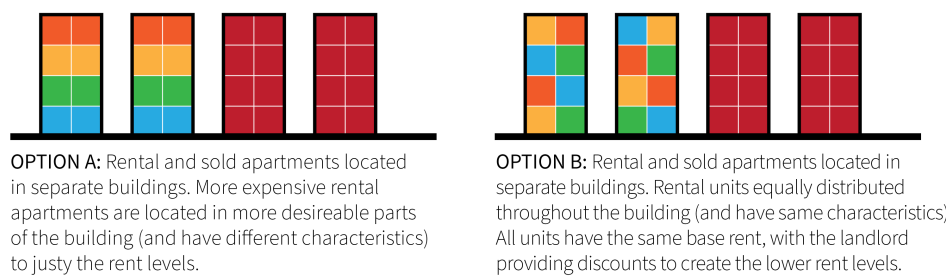 OPTION A: Rental and sold apartments located
in separate buildings. More expensive rental
apartments are located in more desireable parts
of the building (and have different characteristics)
to justy the rent levels.
OPTION B: Rental and sold apartments located in
separate buildings. Rental units equally distributed
throughout the building (and have same characteristics)
All units have the same base rent, with the landlord
providing discounts to create the lower rent levels.